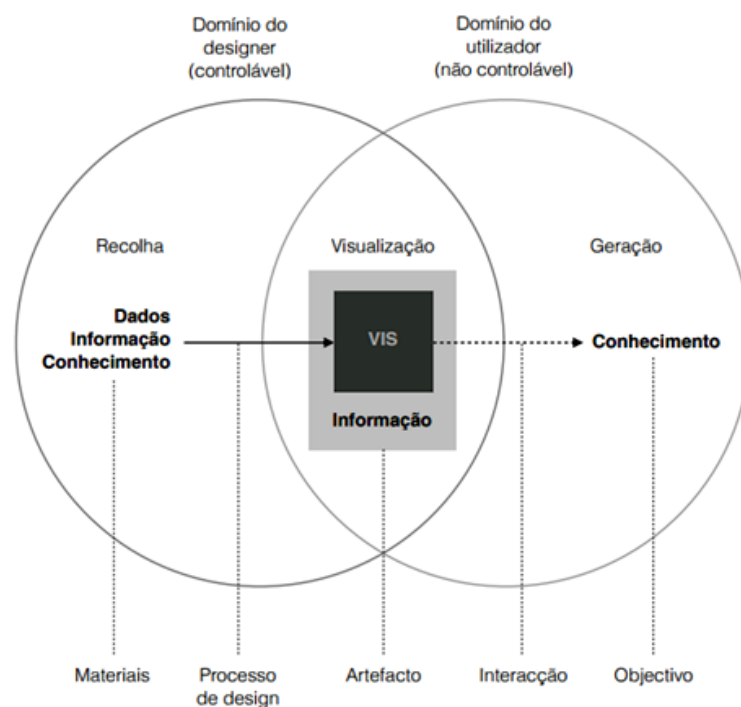 Domínio do
designer
(controlável)
Domínio do
utilizador
(não controlável)
Recolha
Visualização
Geração
Dados
Informação
Conhecimento
VIS
Conhecimento
Informação
Materiais
Processo
de design
Artefacto
Interacção
Objectivo